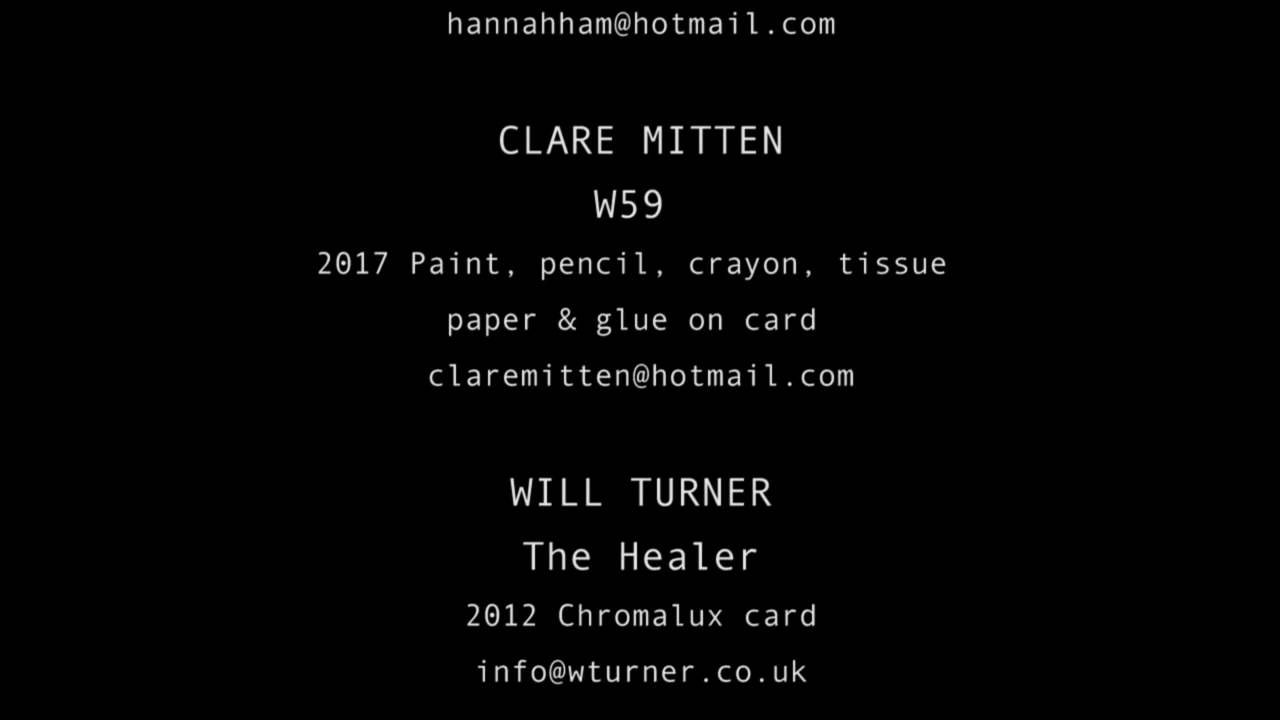 hannahham@hotmail.com
CLARE MITTEN
W59
2017 Paint, pencil, crayon, tissue
paper & glue on card
claremitten@hotmail.com
WILL TURNER
The Healer
2012 Chromalux card
info@wturner.co.uk